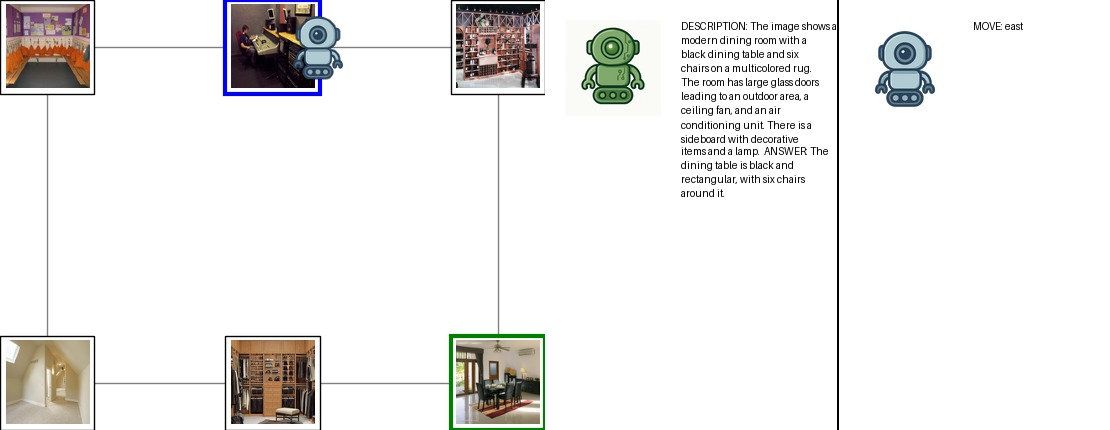 DESCRIPTION: The image shows a
modern dining room with a
black dining table and six
chairs on a multicolored rug.
The room has large glass doors
leading to an outdoor area, a
ceiling fan, and an air
conditioning unit. There is a
sideboard with decorative
items and a lamp.  ANSWER: The
dining table is black and
rectangular, with six chairs
around it.
MOVE: east